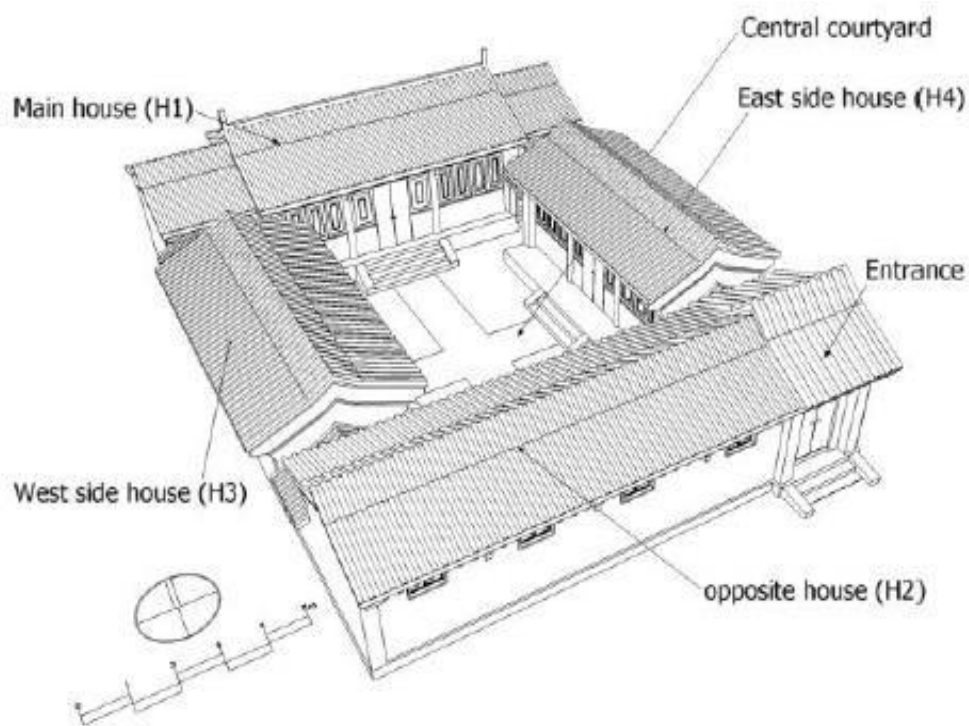 Central courtyard
Main house (H1)
East side house (H4)
Entrance
West side house (H3)
opposite house (H2)